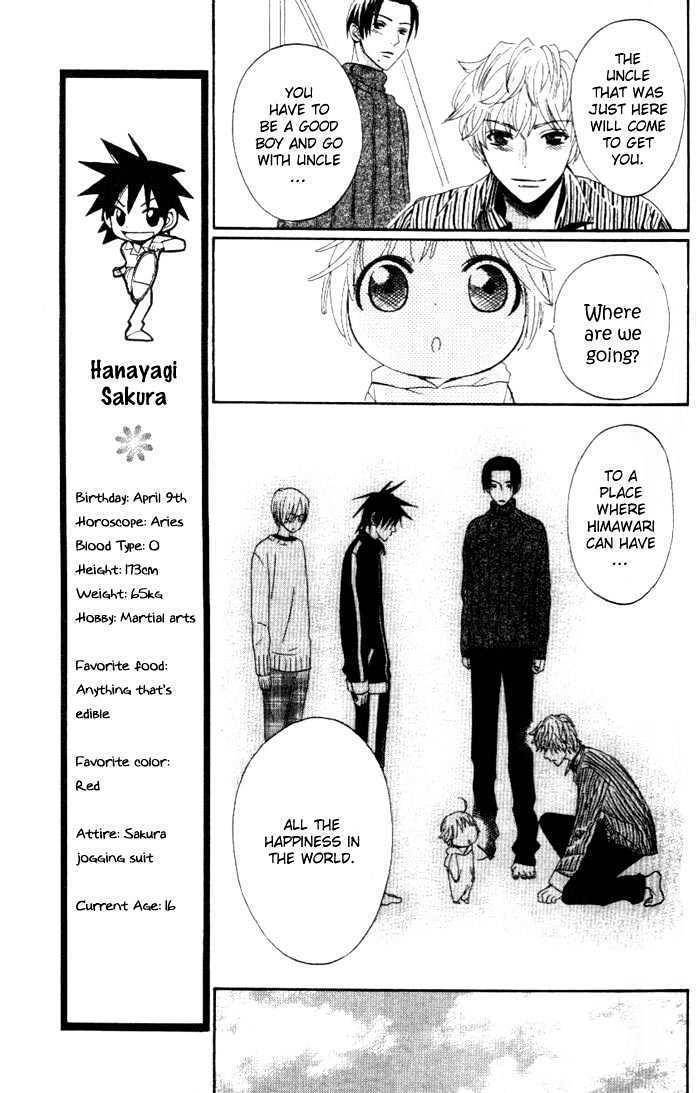 THE
UNCLE
THAT WAS
JUST HERE
WILL COME
TO GET
YOU.
YOU
HAVE TO
BE A GOOD
BOY AND GO
WITH UNCLE
...
Where
are we
going?
TO A
PLACE
WHERE
HIMAWARI
CAN HAVE
...
ALL THE
HAPPINESS IN
THE WORLD.
Hanayagi
Sakura
Birthday: April 9th
Horoscope: Aries
Blood Type: O
Height: 173cm
Weight: 65kg
Hobby: Martial arts
Favorite food:
Anything that's
edible
Favorite color:
Red
Attire: Sakura
jogging suit
Current Age: 16